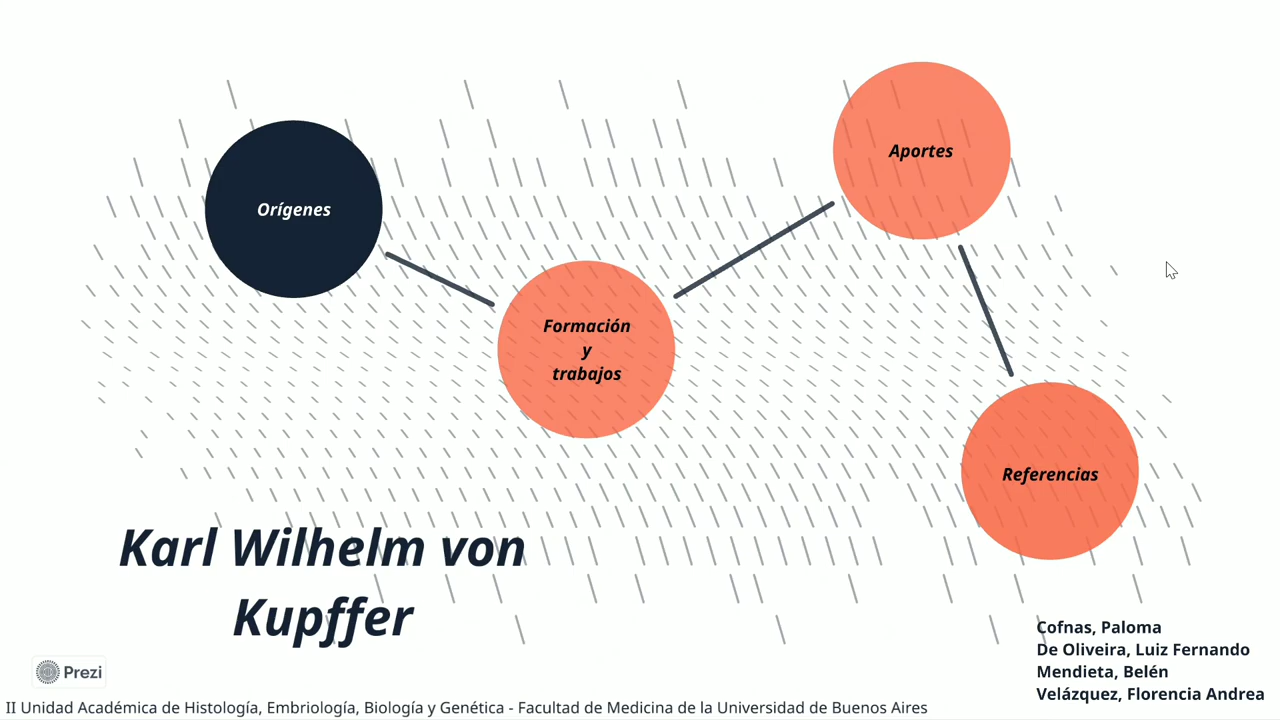 Orígenes
Aportes
Formación
y
trabajos
Referencias
Karl Wilhelm von
Kupffer
Cofnas, Paloma
De Oliveira, Luiz Fernando
Mendieta, Belén
Velázquez, Florencia Andrea
Prezi
II Unidad Académica de Histología, Embriología, Biología y Genética - Facultad de Medicina de la Universidad de Buenos Aires